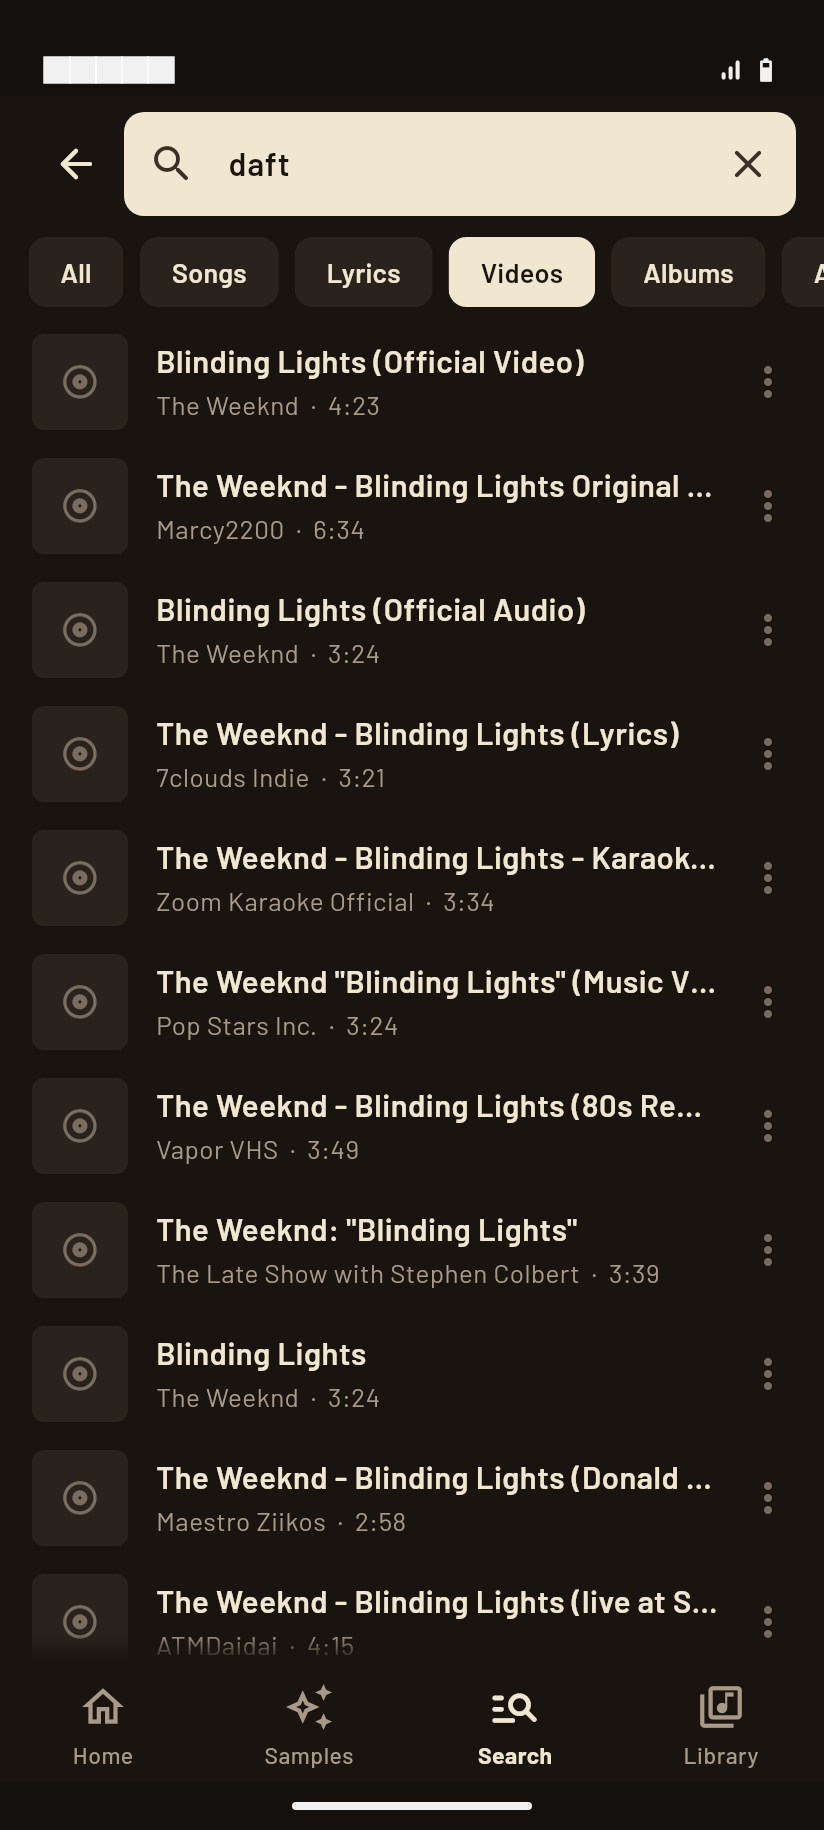 daft
All Songs Lyrics Videos Albums A
Blinding Lights (Official Video)
The Weeknd · 4:23
The Weeknd - Blinding Lights Original ...
Marcy2200 · 6:34
Blinding Lights (Official Audio)
The Weeknd · 3:24
The Weeknd - Blinding Lights (Lyrics)
7clouds Indie · 3:21
The Weeknd - Blinding Lights - Karaok...
Zoom Karaoke Official · 3:34
The Weeknd "Blinding Lights" (Music V...
Pop Stars Inc. · 3:24
The Weeknd - Blinding Lights (80s Re...
Vapor VHS · 3:49
The Weeknd: "Blinding Lights"
The Late Show with Stephen Colbert · 3:39
Blinding Lights
The Weeknd · 3:24
The Weeknd - Blinding Lights (Donald ...
Maestro Ziikos · 2:58
The Weeknd - Blinding Lights (live at S...
ATMDaidai · 4:15
Home Samples Search Library